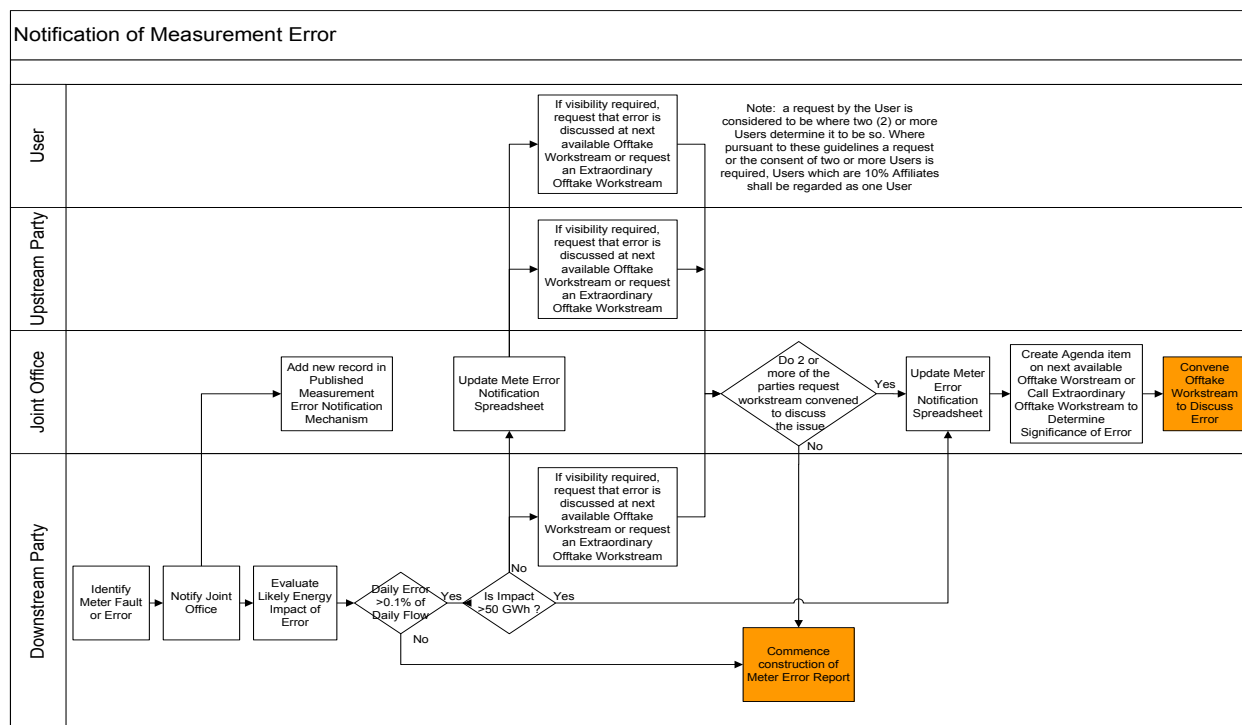 Notification of Measurement Error
User
If visibility required,
request that error is
discussed at next
available Offtake
Workstream or request
an Extraordinary
Offtake Workstream
Note: a request by the User is
considered to be where two (2) or more
Users determine it to be so. Where
pursuant to these guidelines a request
or the consent of two or more Users is
required, Users which are 10% Affiliates
shall be regarded as one User
Upstream Party
If visibility required,
request that error is
discussed at next
available Offtake
Workstream or request
an Extraordinary
Offtake Workstream
Joint Office
Add new record in
Published
Measurement
Error Notification
Mechanism
Update Mete Error
Notification
Spreadsheet
Do 2 or
more of the
parties request
workstream convened
to discuss
the issue
Yes
No
Update Meter
Error
Notification
Spreadsheet
Create Agenda item
on next available
Offtake Worstream or
Call Extraordinary
Offtake Workstream to
Determine
Significance of Error
Convene
Offtake
Workstream
to Discuss
Error
Downstream Party
If visibility required,
request that error is
discussed at next
available Offtake
Workstream or request
an Extraordinary
Offtake Workstream
Identify
Meter Fault
or Error
Notify Joint
Office
Evaluate
Likely Energy
Impact of
Error
Daily Error
>0.1% of
Daily Flow
Yes
No
Is Impact
>50 GWh ?
No
Yes
Commence
construction of
Meter Error Report